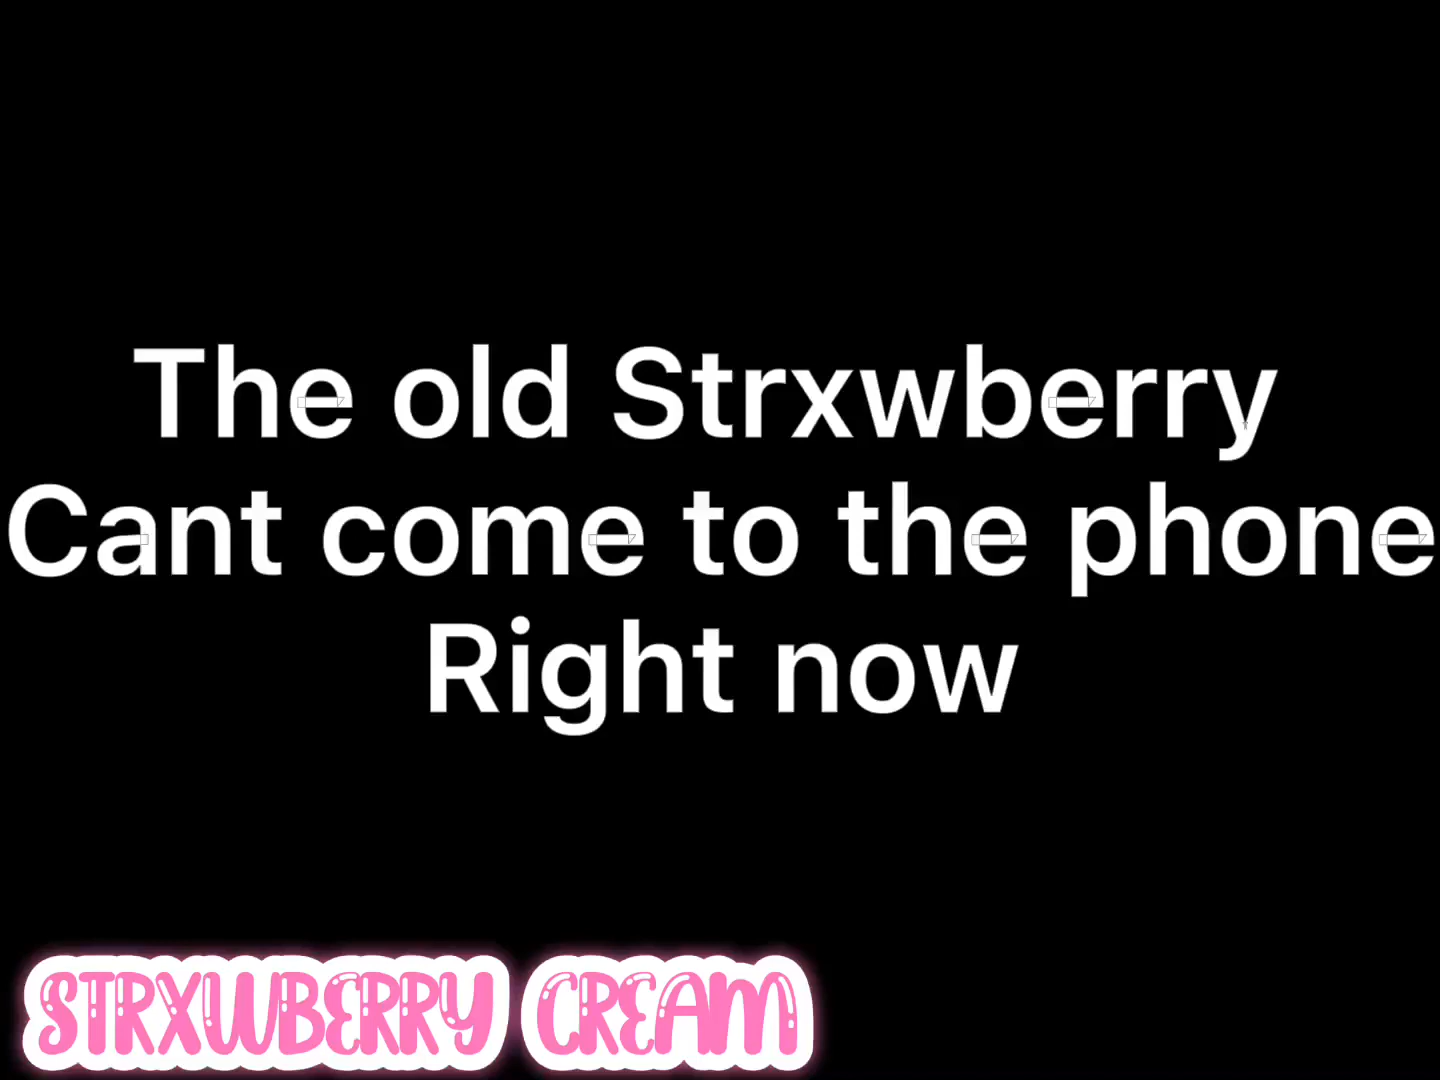 The old Strxwberry
Cant come to the phone
Right now
STRXWBERRY CREAM